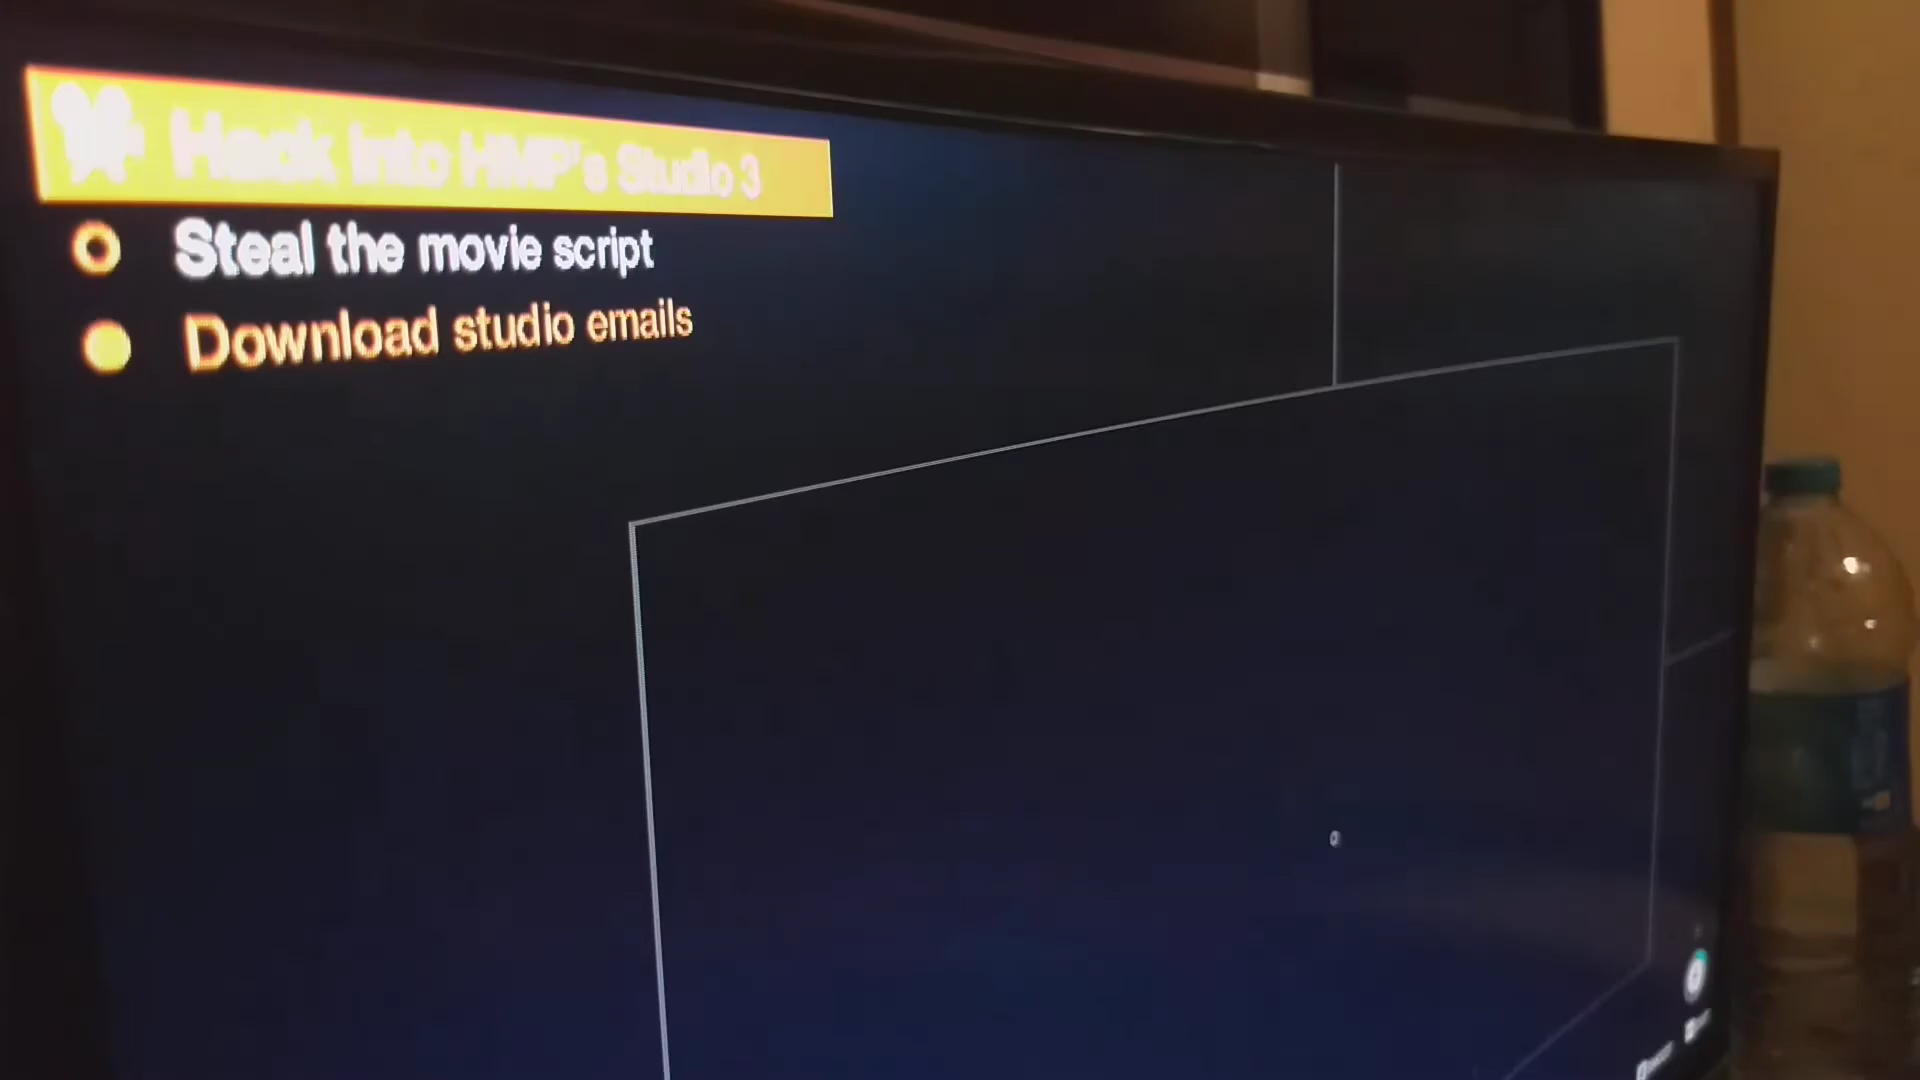 Hack into HMP's Studio 3
Steal the movie script
Download studio emails